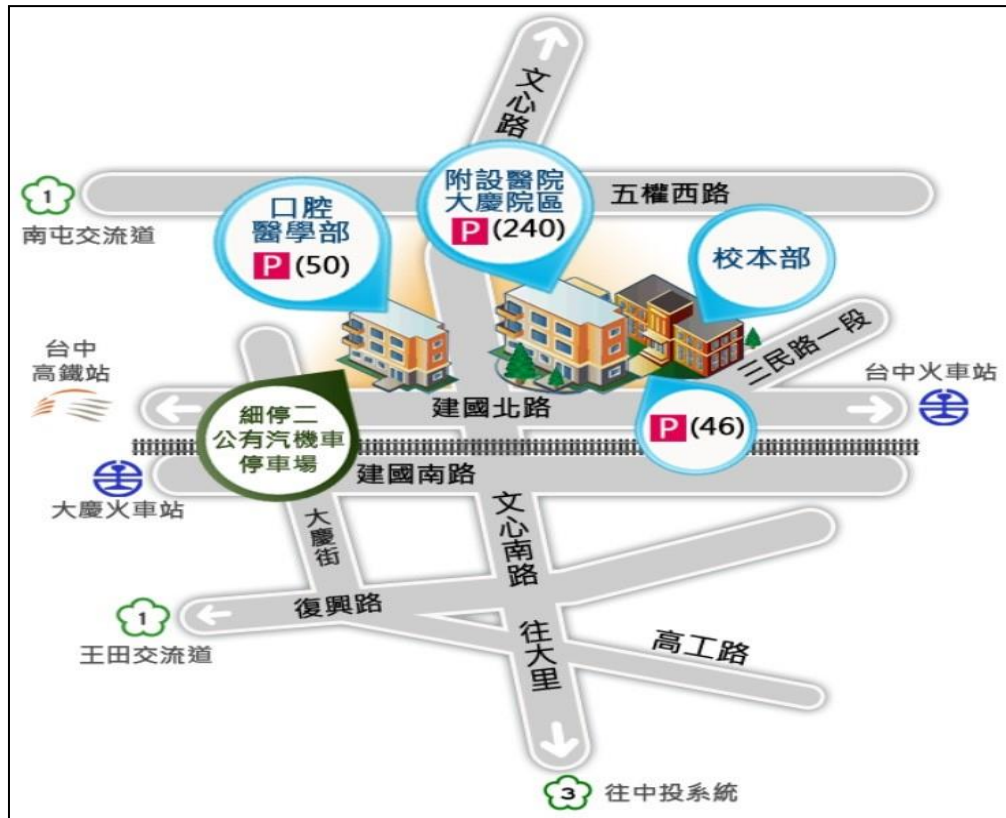 文心路
1
南屯交流道
五權西路
口腔
醫學部
P (50)
附設醫院
大慶院區
P (240)
校本部
三民路一段
台中
高鐵站
台中火車站
建國北路
細停二
公有汽機車
停車場
P (46)
大慶火車站
建國南路
大慶街
文心南路
復興路
1
王田交流道
往大里
高工路
3 往中投系統